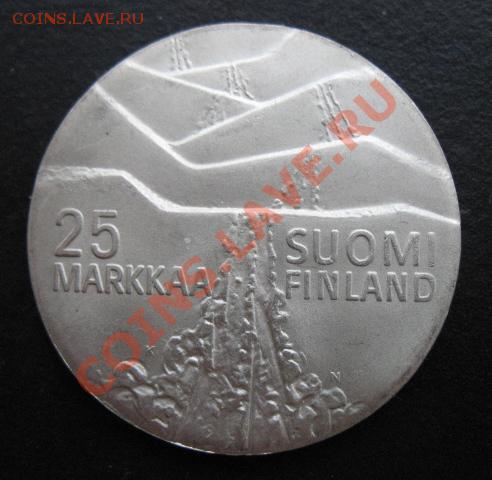 COINS.LAVE.RU
25
MARKKAA
SUOMI
FINLAND
N
COINS.LAVE.RU